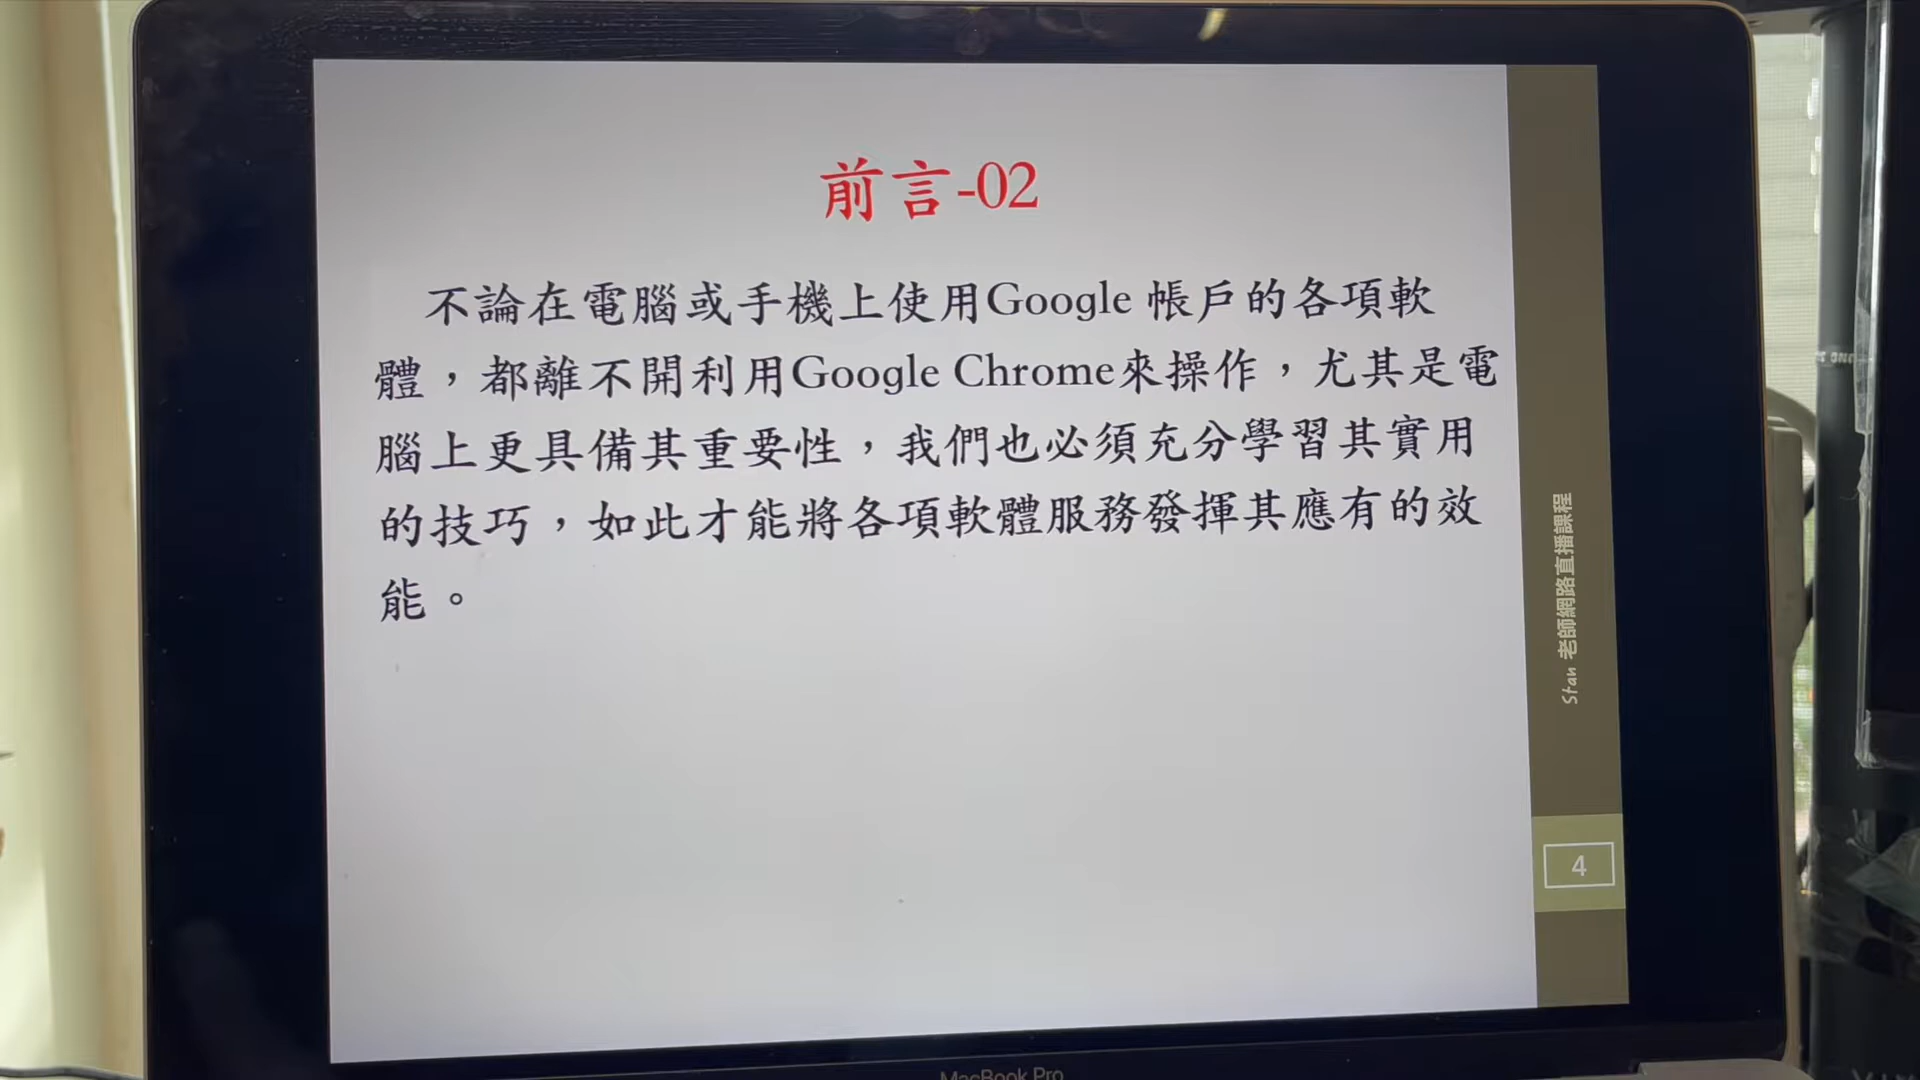 前言-02
不論在電腦或手機上使用Google 帳戶的各項軟
體，都離不開利用Google Chrome來操作，尤其是電
腦上更具備其重要性，我們也必須充分學習其實用
的技巧，如此才能將各項軟體服務發揮其應有的效
能。
Stan 老師網路直播課程
4
MacBook Pro